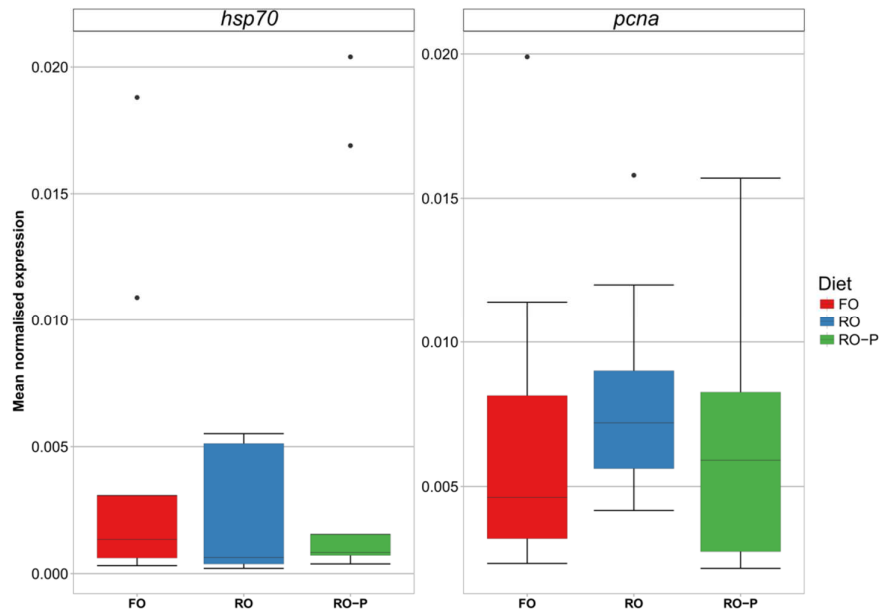 hsp70
pcna
Mean normalised expression
0.020
0.015
0.010
0.005
0.000
0.020
0.015
0.010
0.005
FO
RO
RO−P
FO
RO
RO−P
Diet
FO
RO
RO−P